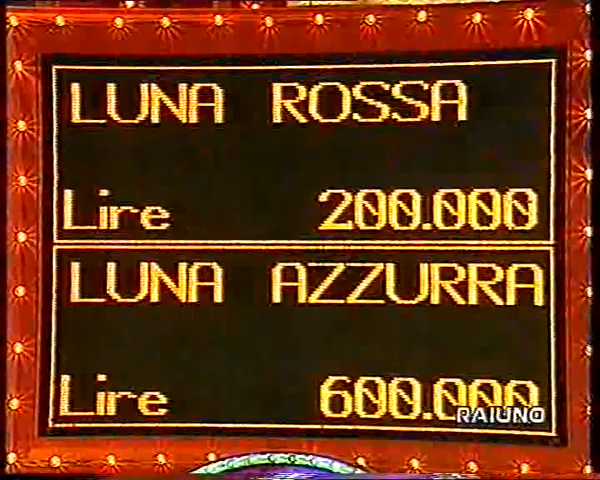 LUNA ROSSA
Lire 200.000
LUNA AZZURRA
Lire 600.000
RAIUNO